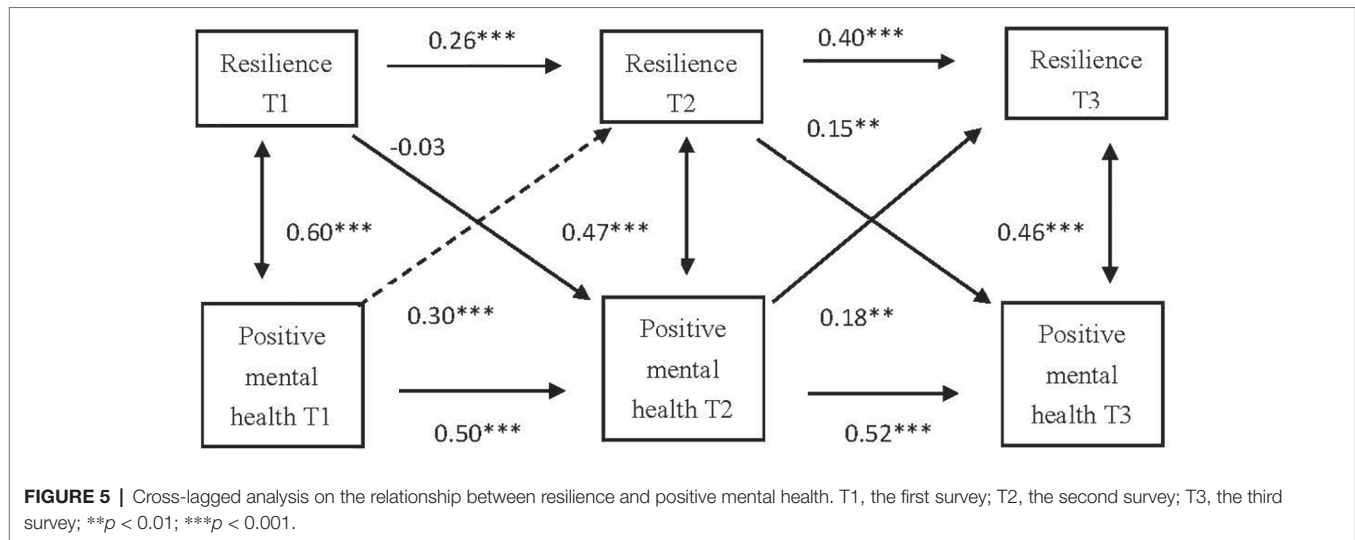 0.26***
0.40***
Resilience
T1
Resilience
T2
Resilience
T3
-0.03
0.15**
0.60***
0.47***
0.46***
0.30***
0.18**
Positive
mental
health T1
Positive
mental
health T2
Positive
mental
health T3
0.50***
0.52***
FIGURE 5 | Cross-lagged analysis on the relationship between resilience and positive mental health. T1, the first survey; T2, the second survey; T3, the third
survey; **p < 0.01; ***p < 0.001.